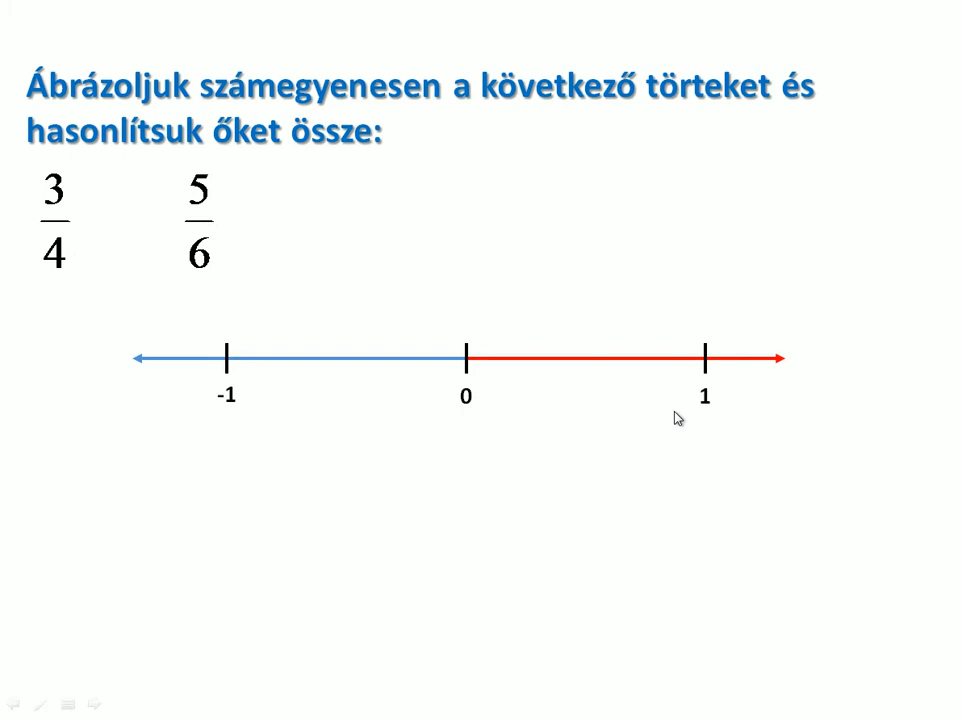 Ábrázoljuk számegyenesen a következő törteket és
hasonlítsuk őket össze:
3 5
4 6
-1 0 1